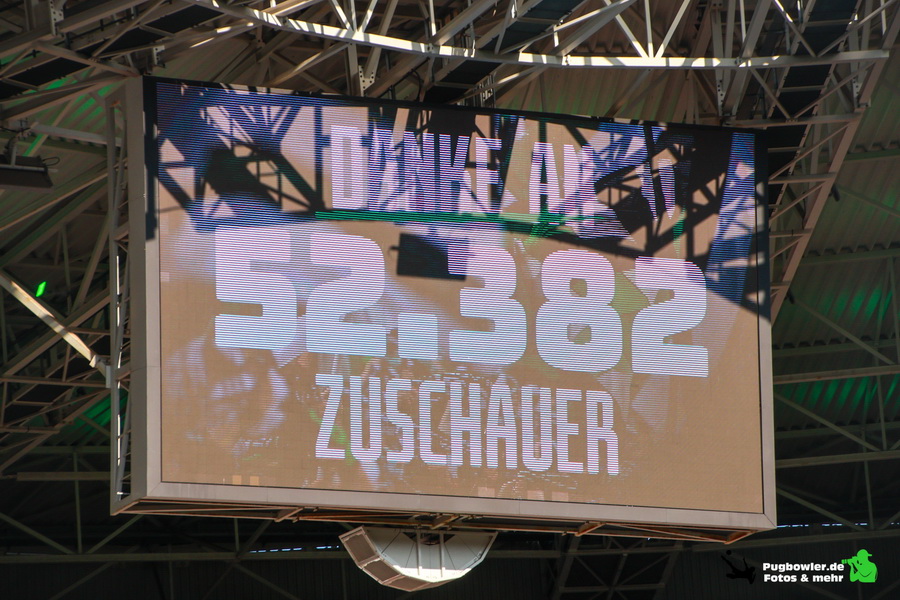 DANKE AN
52.382
ZUSCHAUER
Pugbowler.de
Fotos & mehr